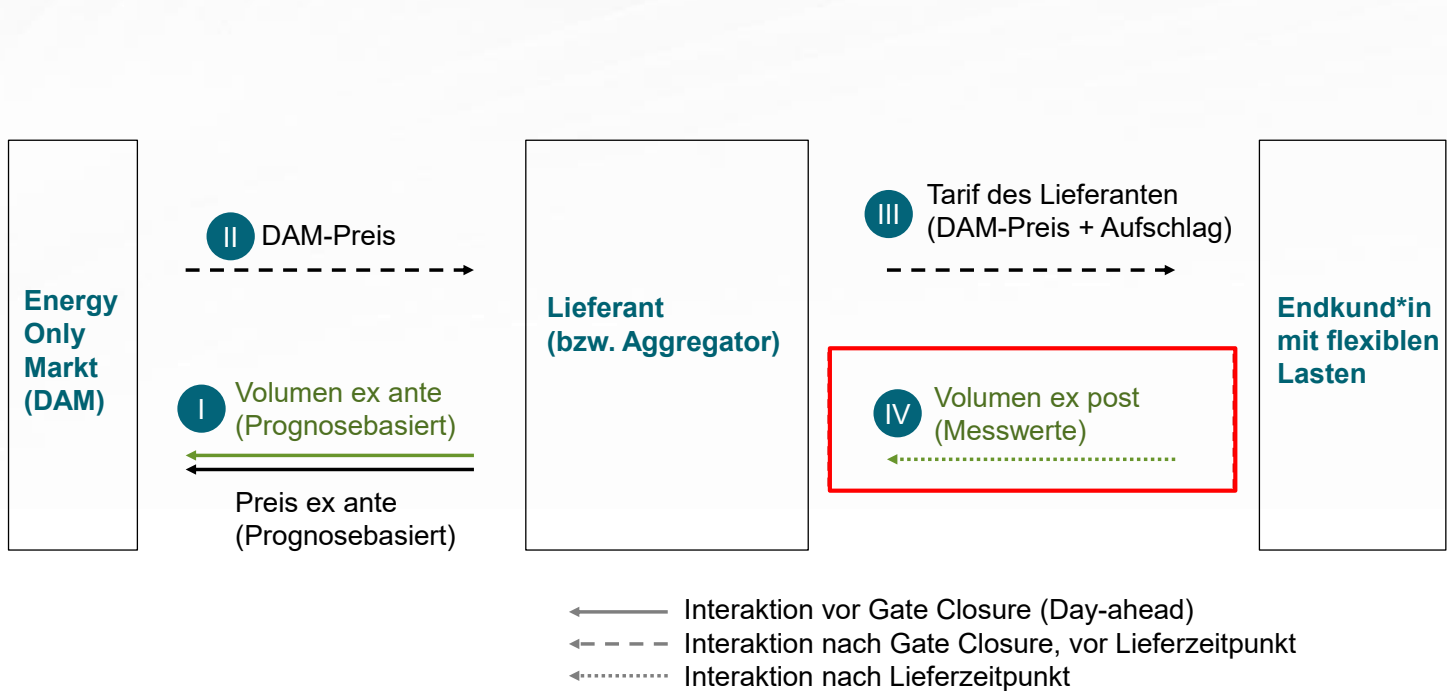 Energy
Only
Markt
(DAM)
II DAM-Preis
I Volumen ex ante
(Prognosebasiert)
Preis ex ante
(Prognosebasiert)
Lieferant
(bzw. Aggregator)
III Tarif des Lieferanten
(DAM-Preis + Aufschlag)
IV Volumen ex post
(Messwerte)
Endkund*in
mit flexiblen
Lasten
Interaktion vor Gate Closure (Day-ahead)
Interaktion nach Gate Closure, vor Lieferzeitpunkt
Interaktion nach Lieferzeitpunkt